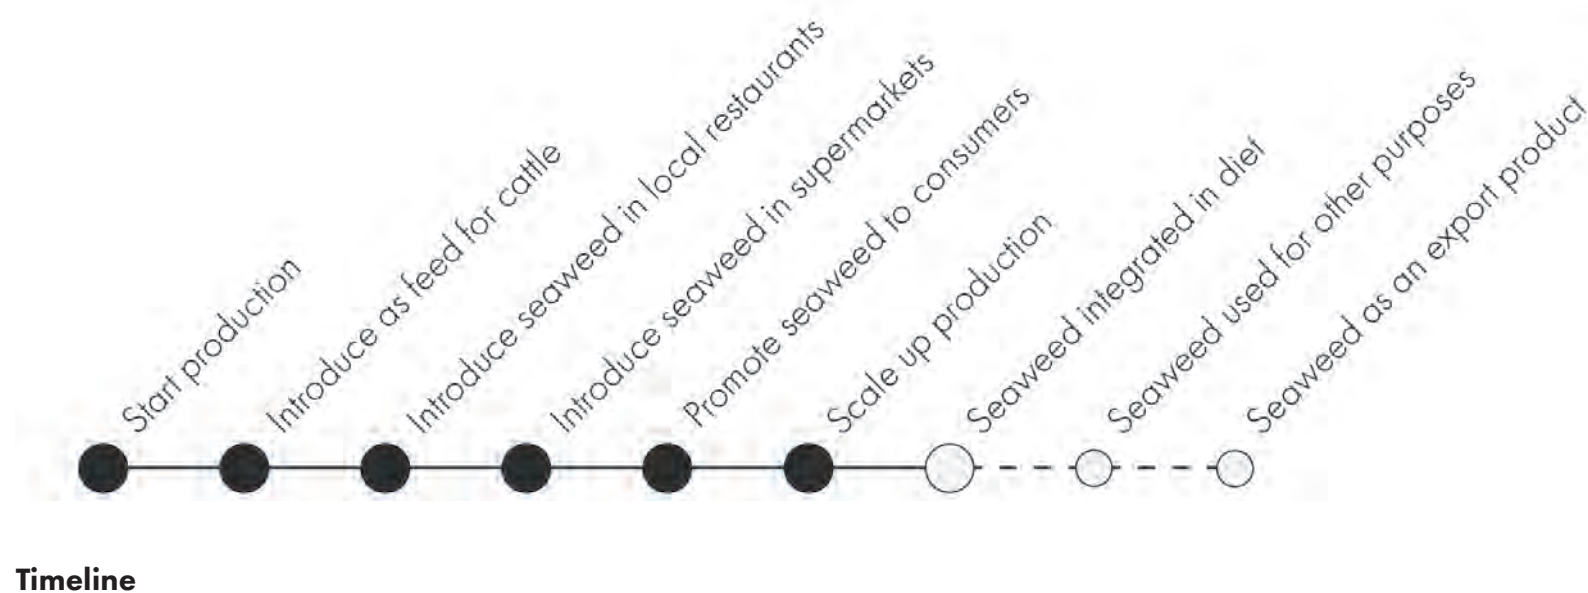 Start production
Introduce as feed for cattle
Introduce seaweed in local restaurants
Introduce seaweed in supermarkets
Promote seaweed to consumers
Scale up production
Seaweed integrated in diet
Seaweed used for other purposes
Seaweed as an export product
Timeline